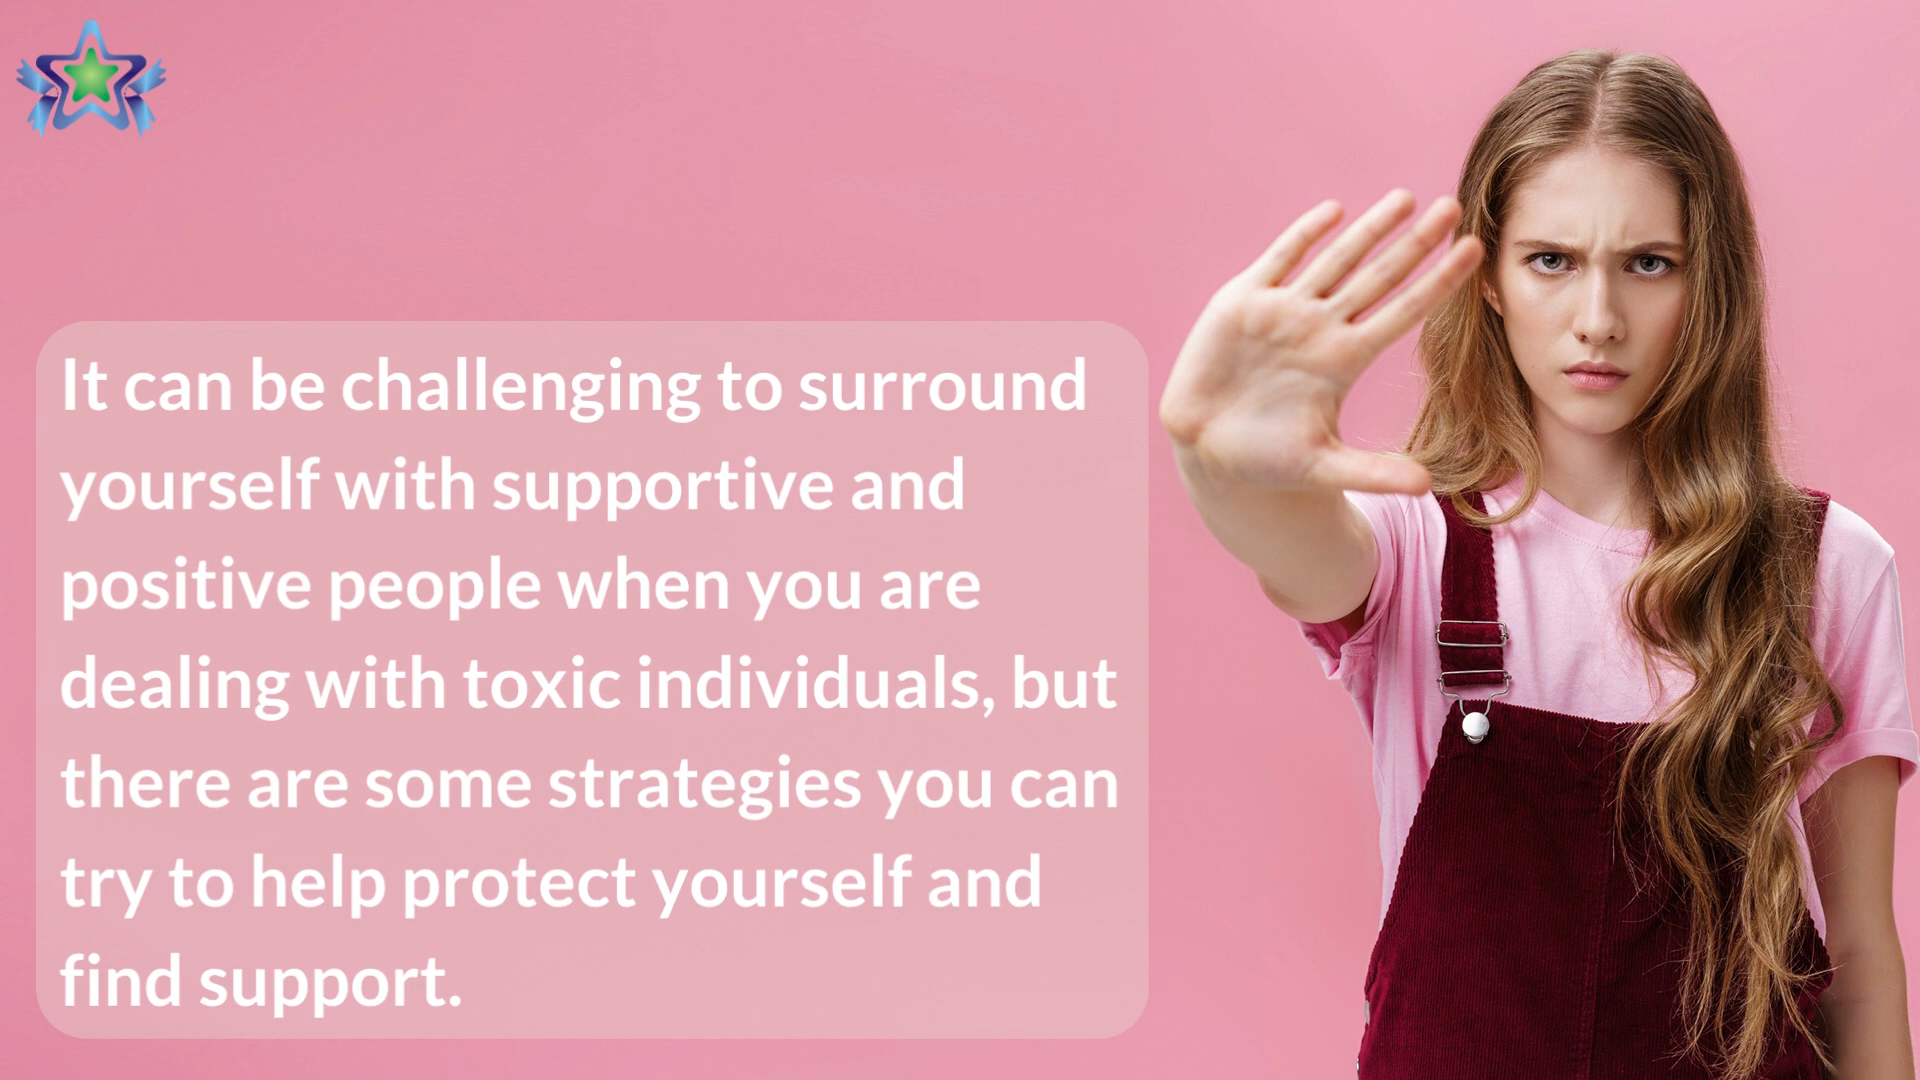 It can be challenging to surround
yourself with supportive and
positive people when you are
dealing with toxic individuals, but
there are some strategies you can
try to help protect yourself and
find support.